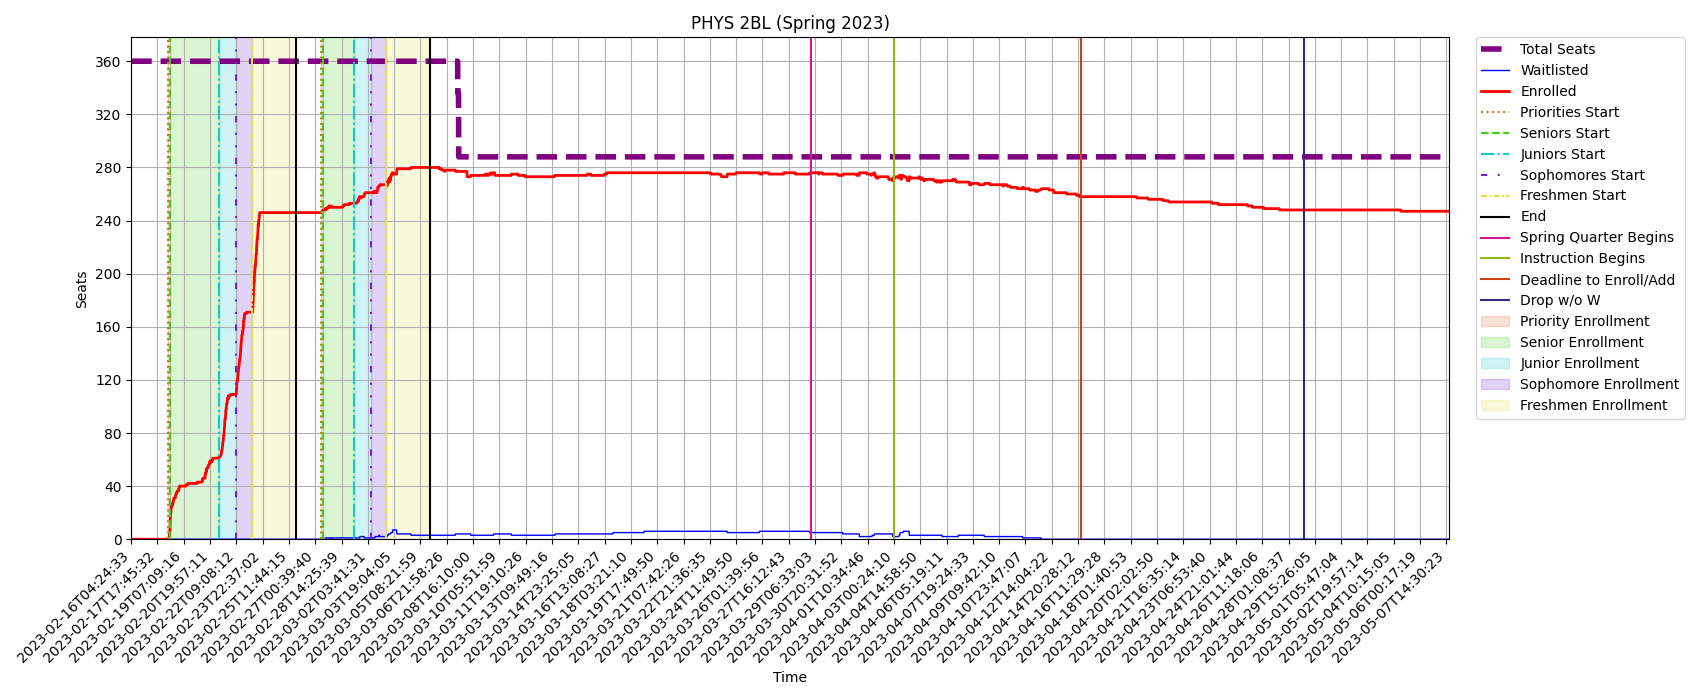 PHYS 2BL (Spring 2023)
Seats
360
320
280
240
200
160
120
80
40
0
2023-02-16T04:24:33
2023-02-17T17:45:32
2023-02-19T07:09:16
2023-02-20T19:57:11
2023-02-22T09:08:12
2023-02-23T22:37:02
2023-02-25T11:44:15
2023-02-27T00:39:40
2023-02-28T14:25:39
2023-03-02T03:41:31
2023-03-03T19:04:05
2023-03-05T08:21:59
2023-03-06T21:58:26
2023-03-08T16:10:00
2023-03-10T05:51:59
2023-03-11T19:10:26
2023-03-13T09:49:16
2023-03-14T23:25:05
2023-03-16T13:08:27
2023-03-18T03:21:10
2023-03-19T17:49:50
2023-03-21T07:42:26
2023-03-22T21:36:35
2023-03-24T11:49:50
2023-03-26T01:39:56
2023-03-27T16:12:43
2023-03-29T06:33:03
2023-03-30T20:31:52
2023-04-01T10:34:46
2023-04-03T00:24:10
2023-04-04T14:58:50
2023-04-06T05:19:11
2023-04-07T19:24:33
2023-04-09T09:42:10
2023-04-10T23:47:07
2023-04-12T14:04:22
2023-04-14T20:28:12
2023-04-16T11:29:28
2023-04-18T01:40:53
2023-04-20T02:02:50
2023-04-21T16:35:14
2023-04-23T06:53:40
2023-04-24T21:01:44
2023-04-26T11:18:06
2023-04-28T01:08:37
2023-04-29T15:26:05
2023-05-01T05:47:04
2023-05-02T19:57:14
2023-05-04T10:15:05
2023-05-06T00:17:19
2023-05-07T14:30:23
Time
Total Seats
Waitlisted
Enrolled
Priorities Start
Seniors Start
Juniors Start
Sophomores Start
Freshmen Start
End
Spring Quarter Begins
Instruction Begins
Deadline to Enroll/Add
Drop w/o W
Priority Enrollment
Senior Enrollment
Junior Enrollment
Sophomore Enrollment
Freshmen Enrollment